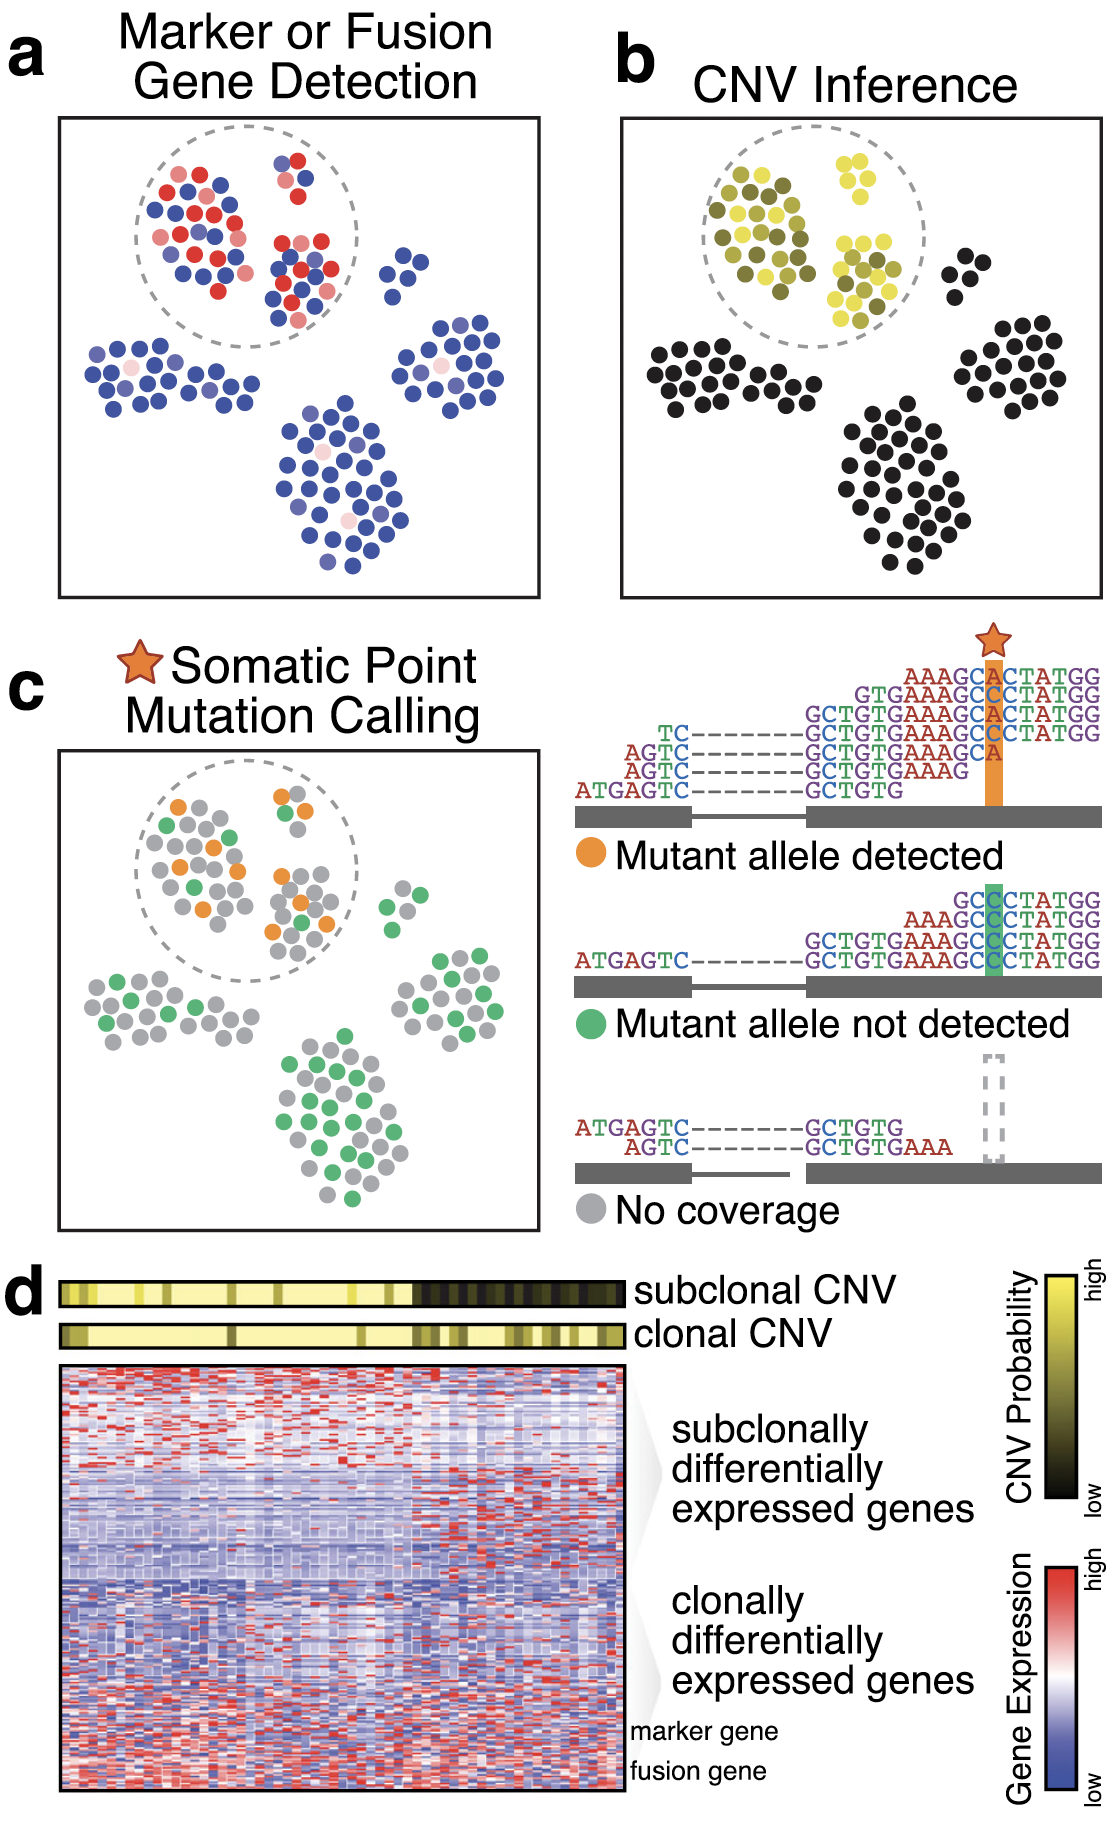 a
Marker or Fusion
Gene Detection
b
CNV Inference
c
Somatic Point
Mutation Calling
AAAGCACTATGG
GTGAAAGCCCTATGG
GCTGTGAAAGCACTATGG
TC-------GCTGTGAAAGCCCTATGG
AGTC-------GCTGTGAAAGCA
AGTC-------GCTGTGAAAG
ATGAGTC-------GCTGTG
Mutant allele detected
GCCCTATGG
AAAGCCCTATGG
GCTGTGAAAGCCCTATGG
ATGAGTC-------GCTGTGAAAGCCCTATGG
Mutant allele not detected
ATGAGTC-------GCTGTG
AGTC-------GCTGTGAAA
No coverage
d
subclonal CNV
clonal CNV
subclonally
differentially
expressed genes
clonally
differentially
expressed genes
marker gene
fusion gene
CNV Probability
high
low
Gene Expression
high
low